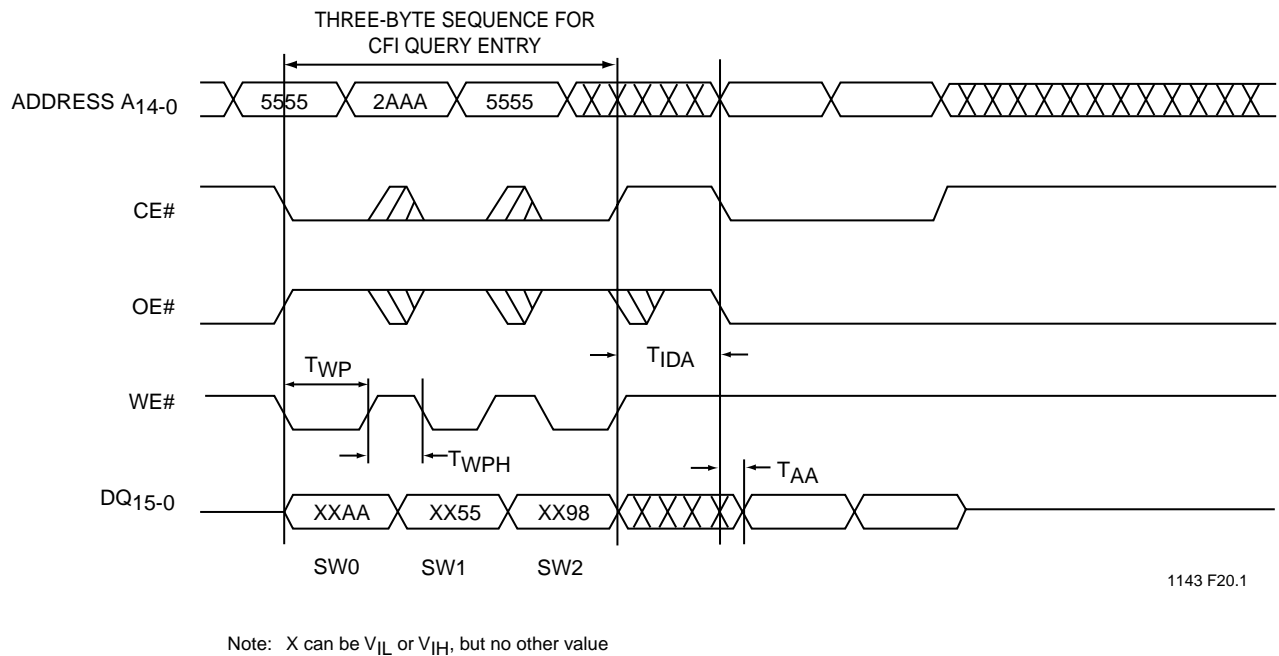 THREE-BYTE SEQUENCE FOR
CFI QUERY ENTRY
ADDRESS A14-0
5555
2AAA
5555
CE#
OE#
TIDA
TWP
WE#
TWPH
TAA
DQ15-0
XXAA
XX55
XX98
SW0
SW1
SW2
1143 F20.1
Note: X can be VIL or VIH, but no other value